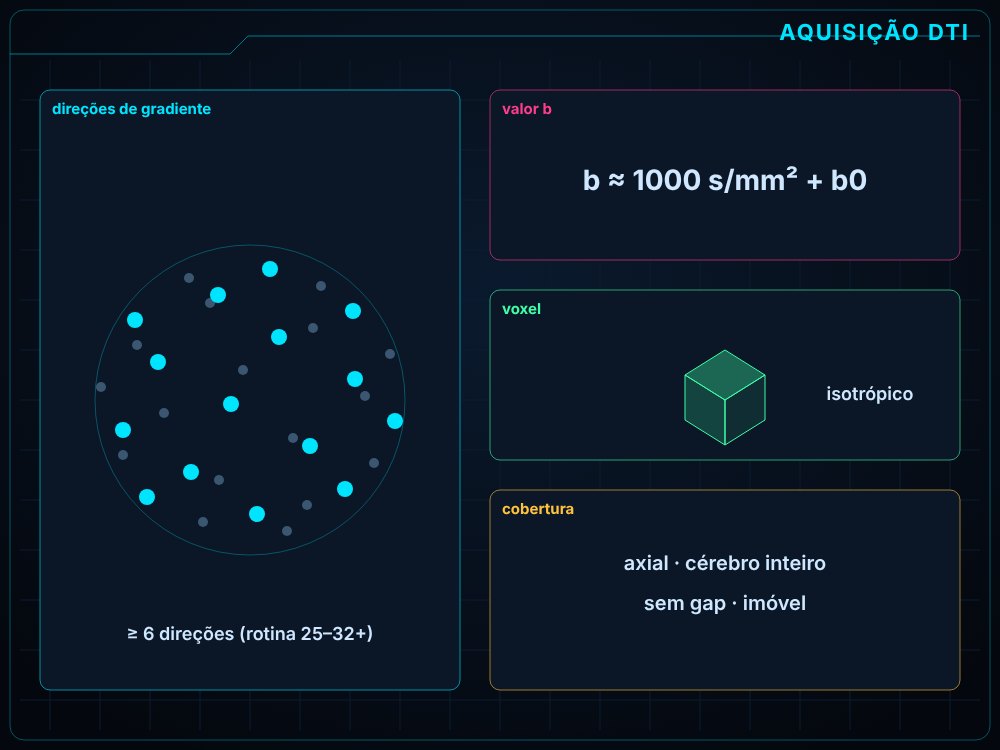 AQUISIÇÃO DTI
direções de gradiente
≥ 6 direções (rotina 25–32+)
valor b
b ≈ 1000 s/mm² + b0
voxel
isotrópico
cobertura
axial · cérebro inteiro
sem gap · imóvel